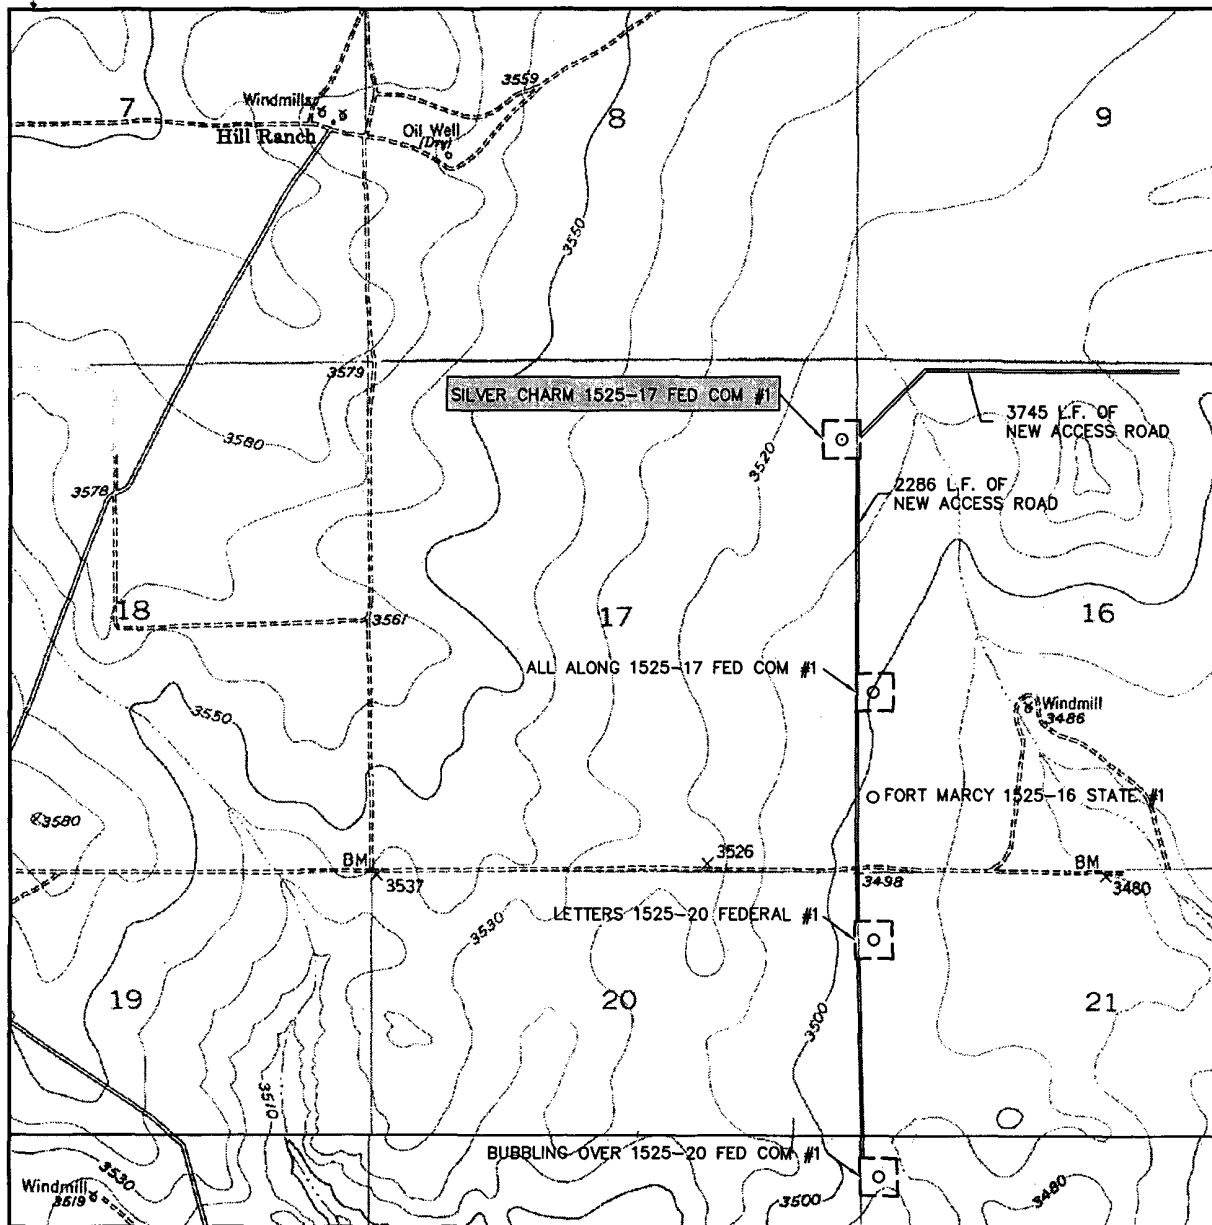 3559
7
Windmills
8
9
Hill Ranch
Oil Well
(Dry)
3550
3579
SILVER CHARM 1525-17 FED COM #1
3745 L.F. OF
NEW ACCESS ROAD
3580
3520
3578
2286 L.F. OF
NEW ACCESS ROAD
18
3561
17
16
ALL ALONG 1525-17 FED COM #1
3550
Windmill
3486
3580
FORT MARCY 1525-16 STATE #1
BM
3526
BM
3537
3498
3480
LETTERS 1525-20 FEDERAL #1
3530
19
20
21
3500
3510
BUBBLING OVER 1525-20 FED COM #1
3530
Windmill
3519
3500
3480